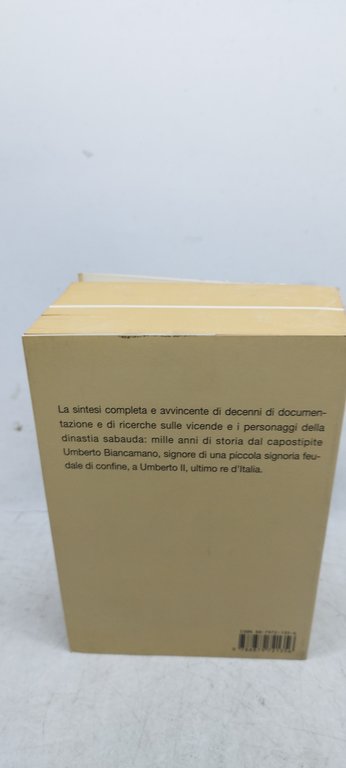 La sintesi completa e avvincente di decenni di documen-
tazione e di ricerche sulle vicende e i personaggi della
dinastia sabauda: mille anni di storia dal capostipite
Umberto Biancamano, signore di una piccola signoria feu-
dale di confine, a Umberto II, ultimo re d'Italia.
ISBN